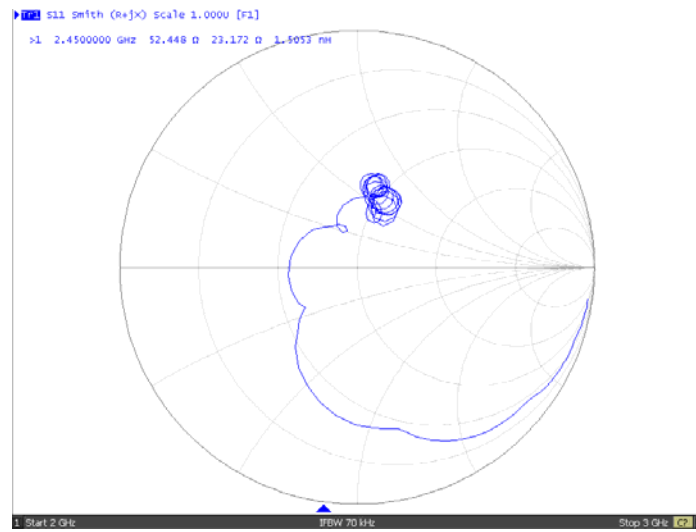 Tr1 S11 Smith (R+jX) Scale 1.000U [F1]
>1 2.4500000 GHz 52.448 Ω 23.172 Ω 1.5053 nH
1 Start 2 GHz IFBW 70 kHz Stop 3 GHz C?